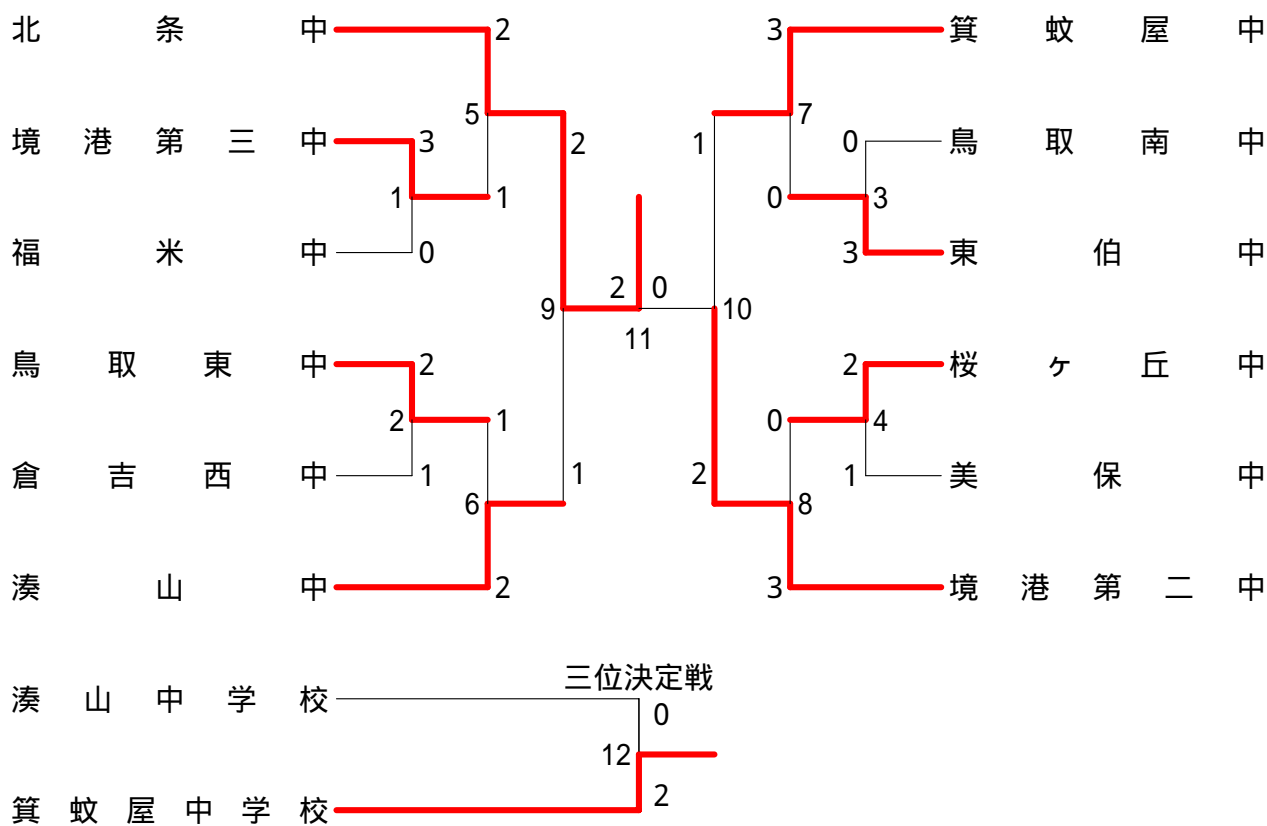 北条中 2 3 箕蚊屋中
5 7
境港第三中 3 2 1 0 鳥取南中
1 1 0 3
福米中 0 3 東伯中
2 0
9 10
11
鳥取東中 2 2 桜ヶ丘中
2 1 0 4
倉吉西中 1 1 2 1 美保中
6 8
湊山中 2 3 境港第二中
三位決定戦
湊山中学校 0
12
箕蚊屋中学校 2